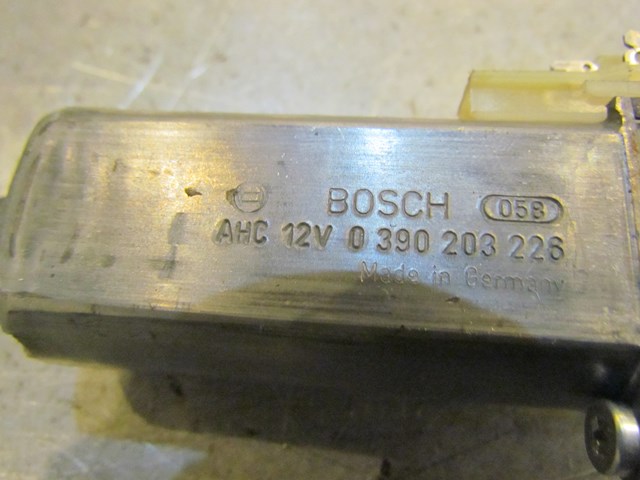 BOSCH 058
AHC 12V 0 390 203 226
Made in Germany